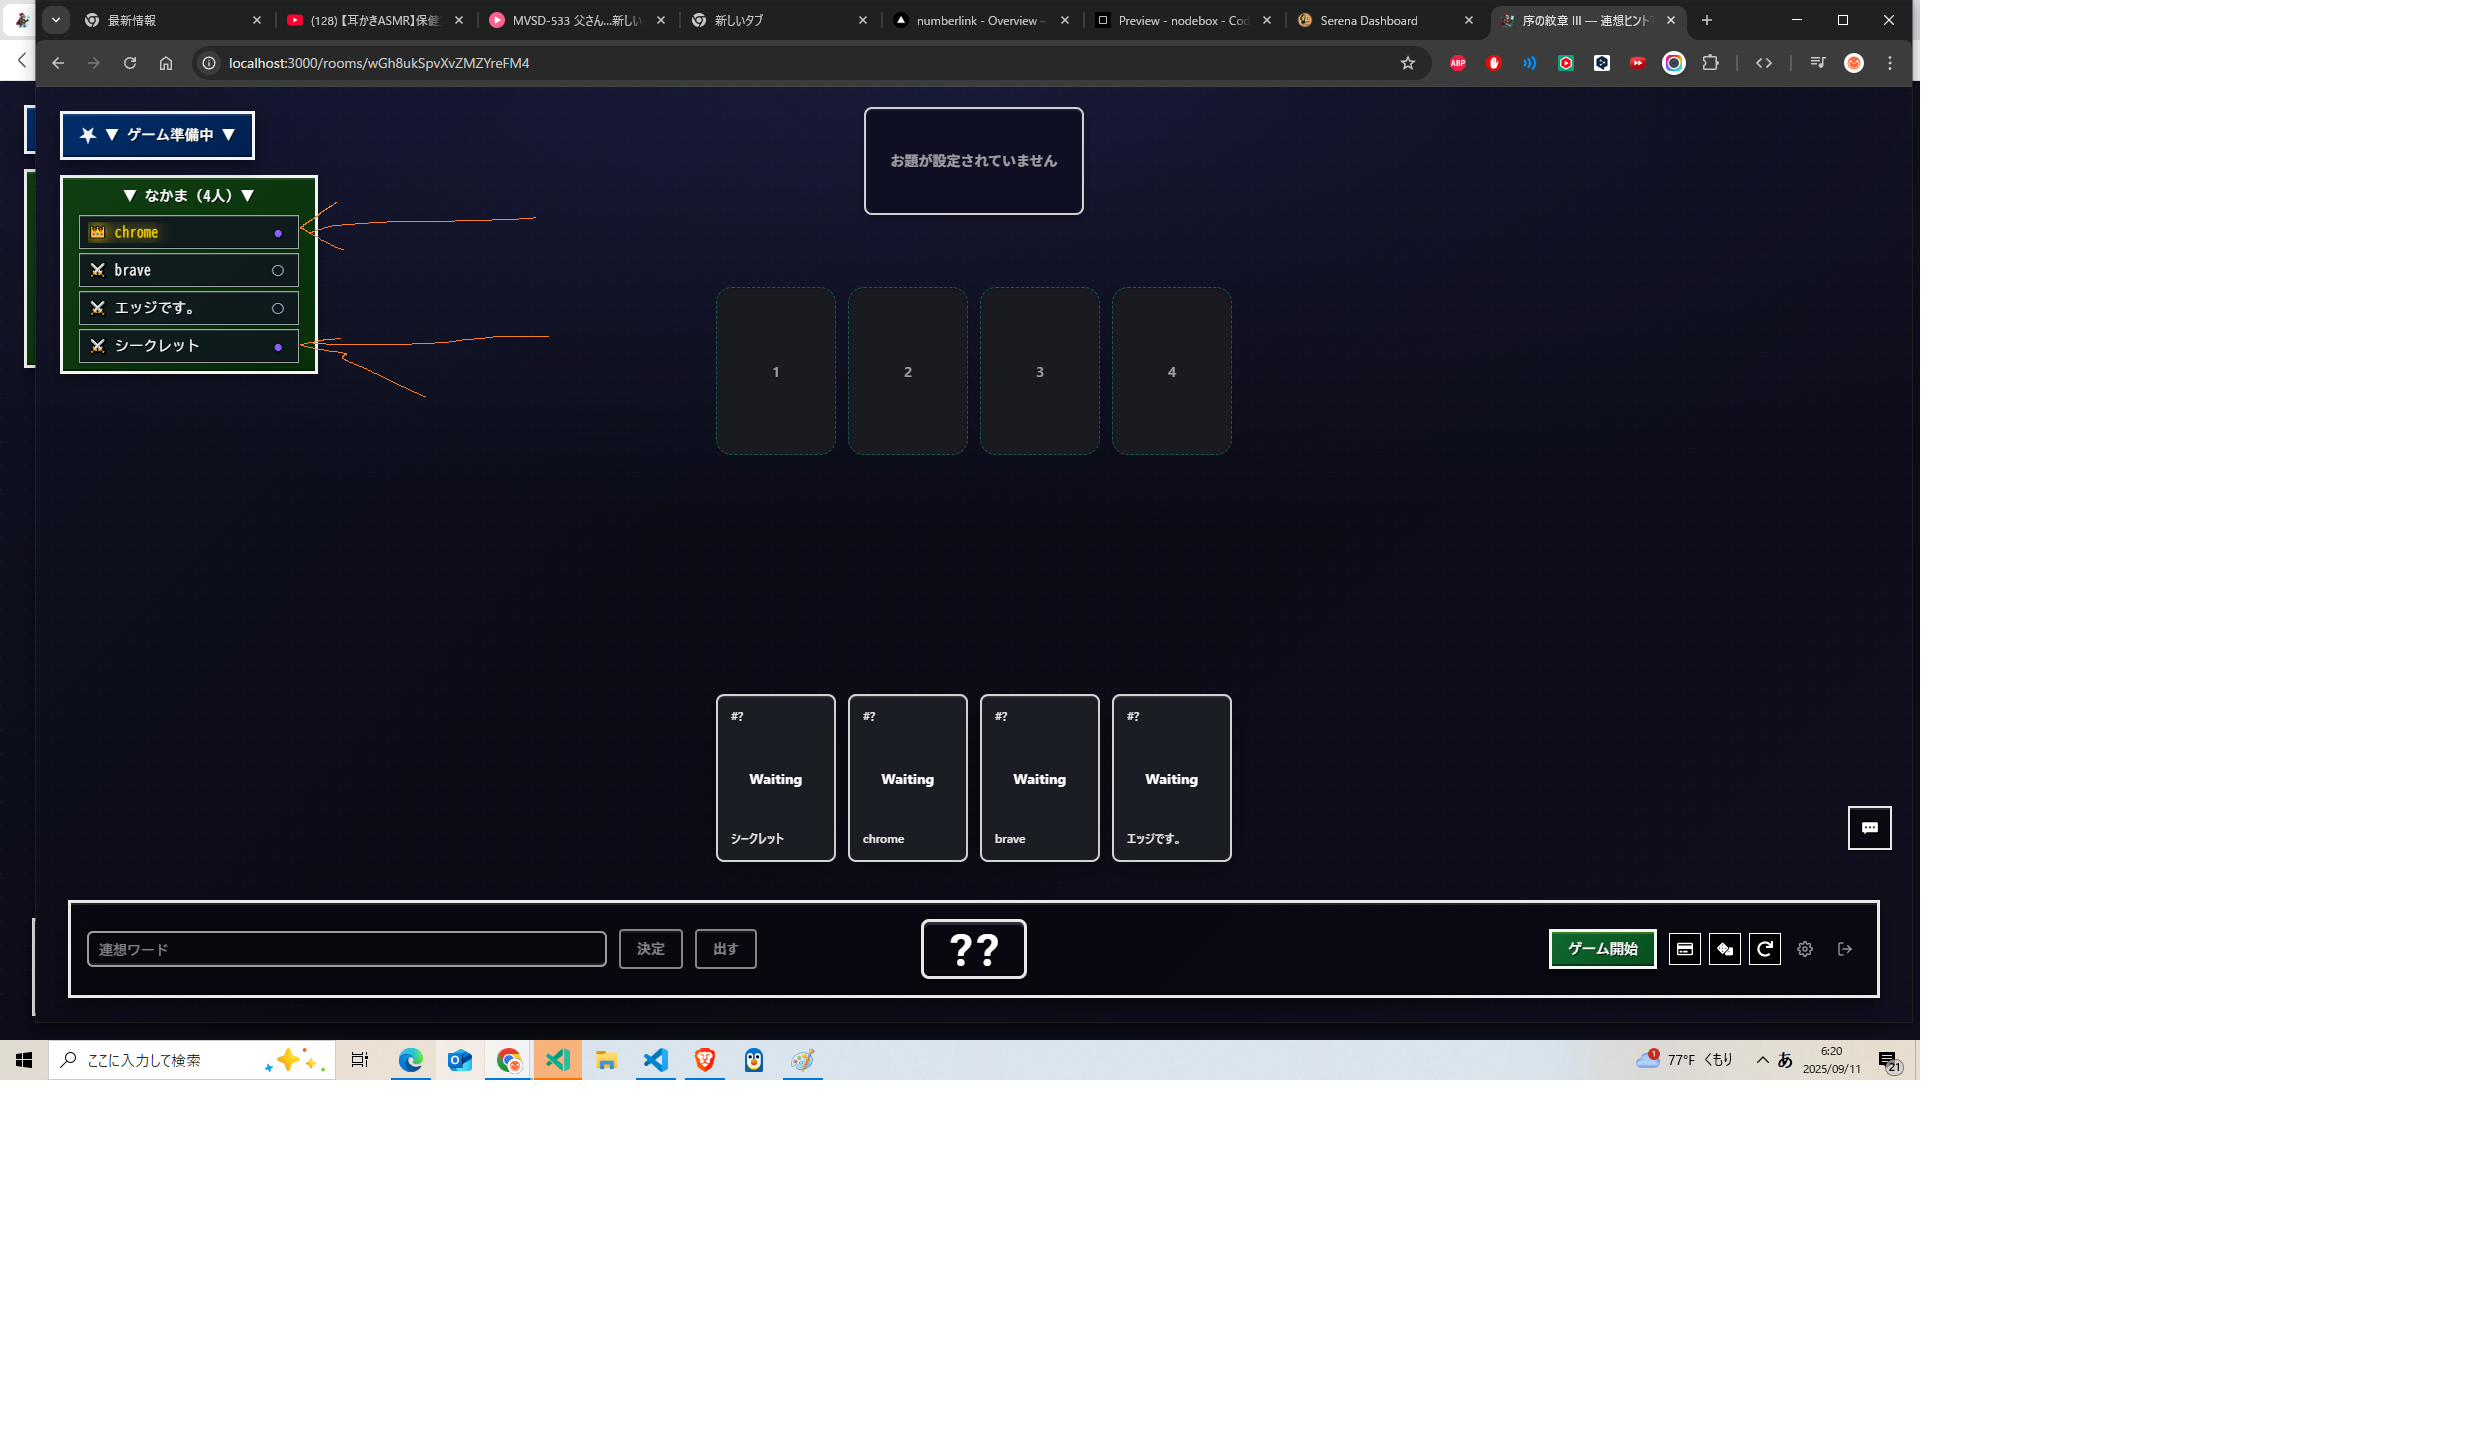 最新情報
(128) 【耳かきASMR】保健
MVSD-533 父さん...新しい
新しいタブ
numberlink - Overview –
Preview - nodebox - Cod
Serena Dashboard
序の紋章 III — 連想ヒントで
localhost:3000/rooms/wGh8ukSpvXvZMZYreFM4
ABP
▼ ゲーム準備中 ▼
お題が設定されていません
▼ なかま（4人）▼
chrome
brave
エッジです。
シークレット
1
2
3
4
#?
#?
#?
#?
Waiting
Waiting
Waiting
Waiting
シークレット
chrome
brave
エッジです。
連想ワード
決定
出す
??
ゲーム開始
ここに入力して検索
1
77°F くもり
あ
6:20
2025/09/11
21